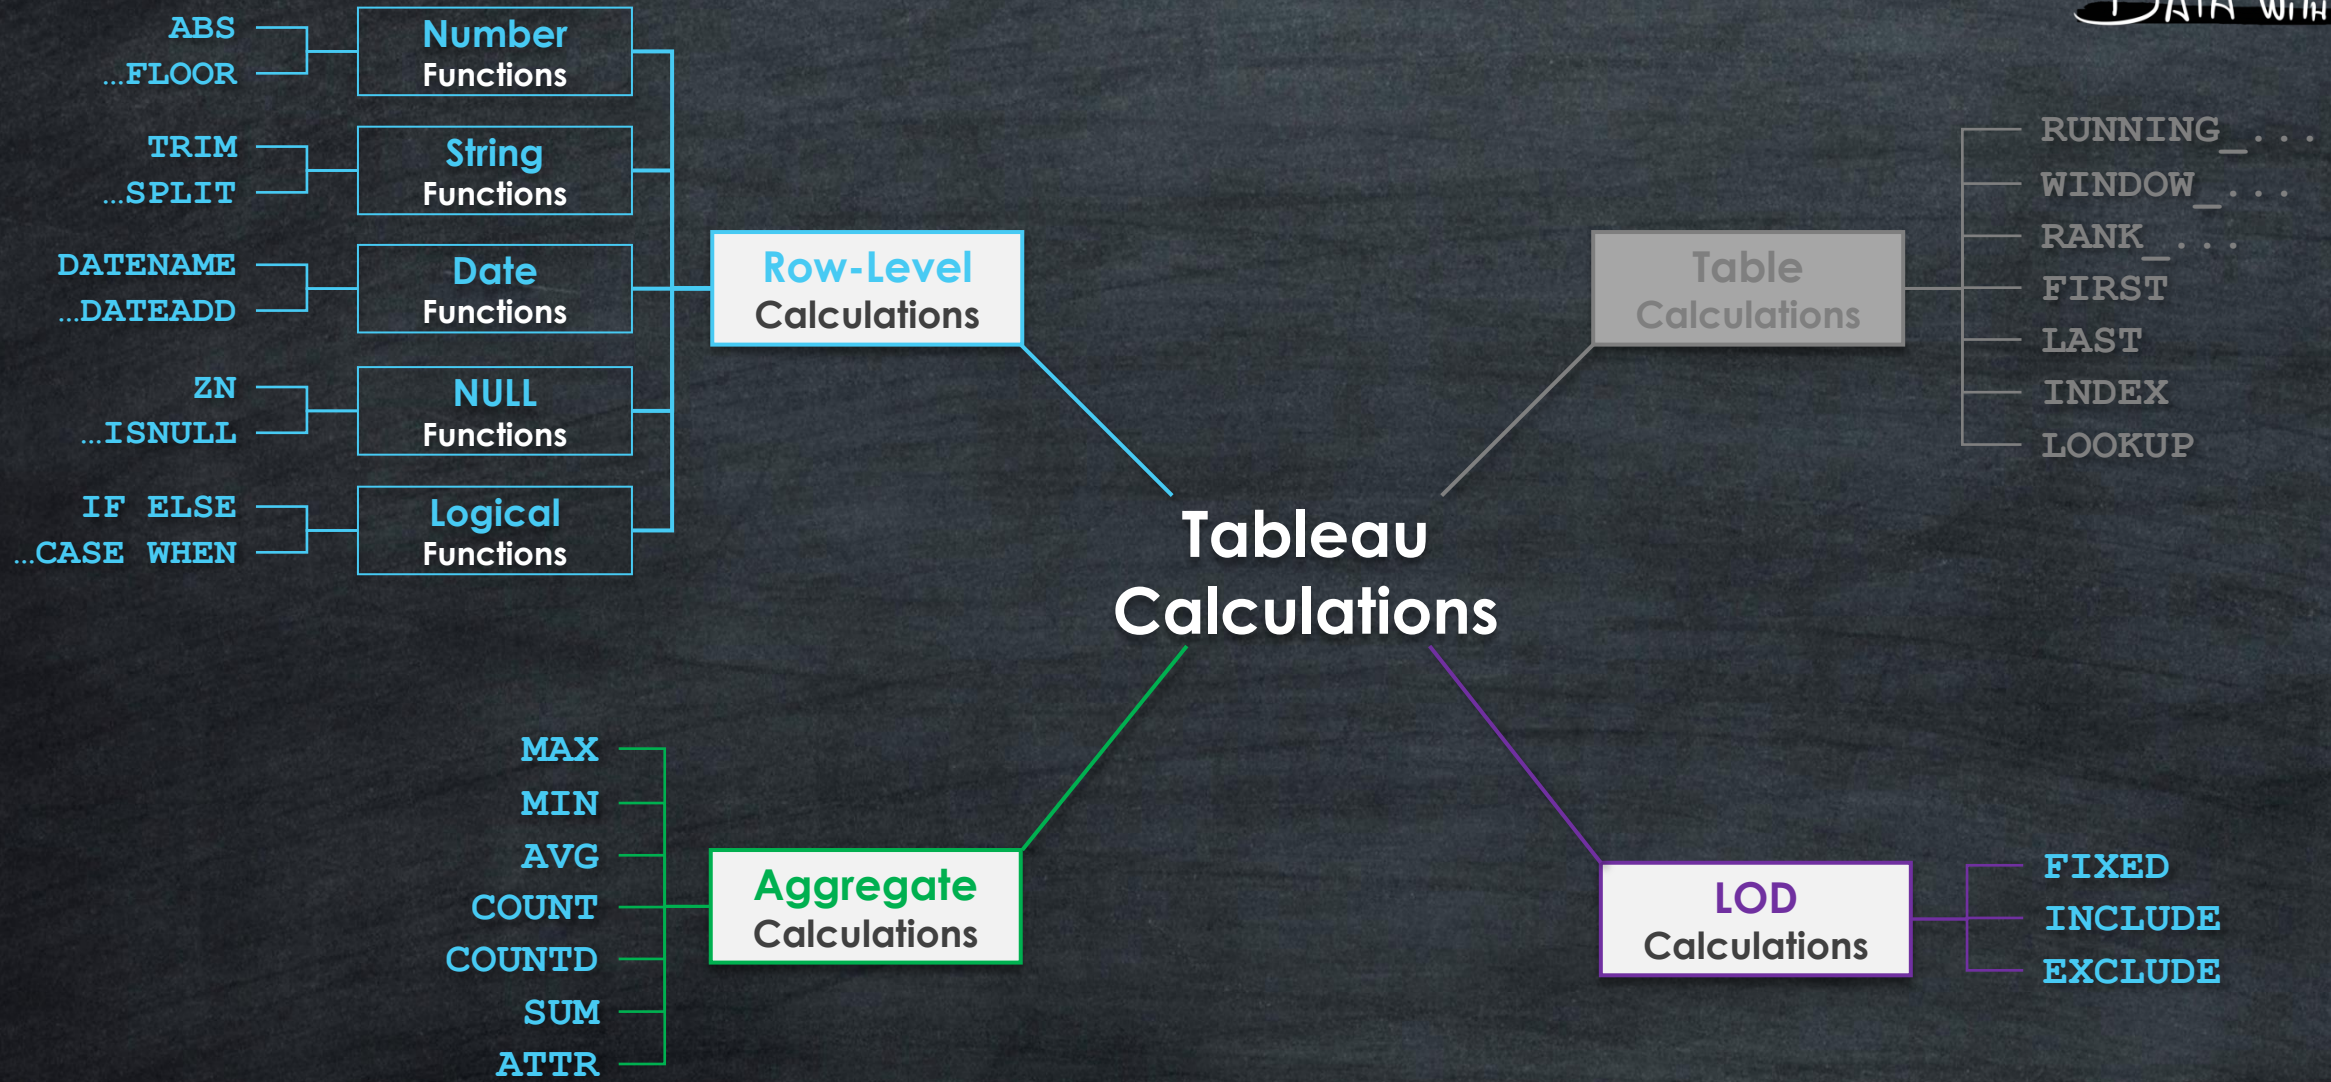 DATA WITH
ABS
...FLOOR
Number
Functions
TRIM
...SPLIT
String
Functions
DATENAME
...DATEADD
Date
Functions
ZN
...ISNULL
NULL
Functions
IF ELSE
...CASE WHEN
Logical
Functions
Row-Level
Calculations
Table
Calculations
RUNNING_...
WINDOW_...
RANK_...
FIRST
LAST
INDEX
LOOKUP
Tableau
Calculations
MAX
MIN
AVG
COUNT
COUNTD
SUM
ATTR
Aggregate
Calculations
LOD
Calculations
FIXED
INCLUDE
EXCLUDE